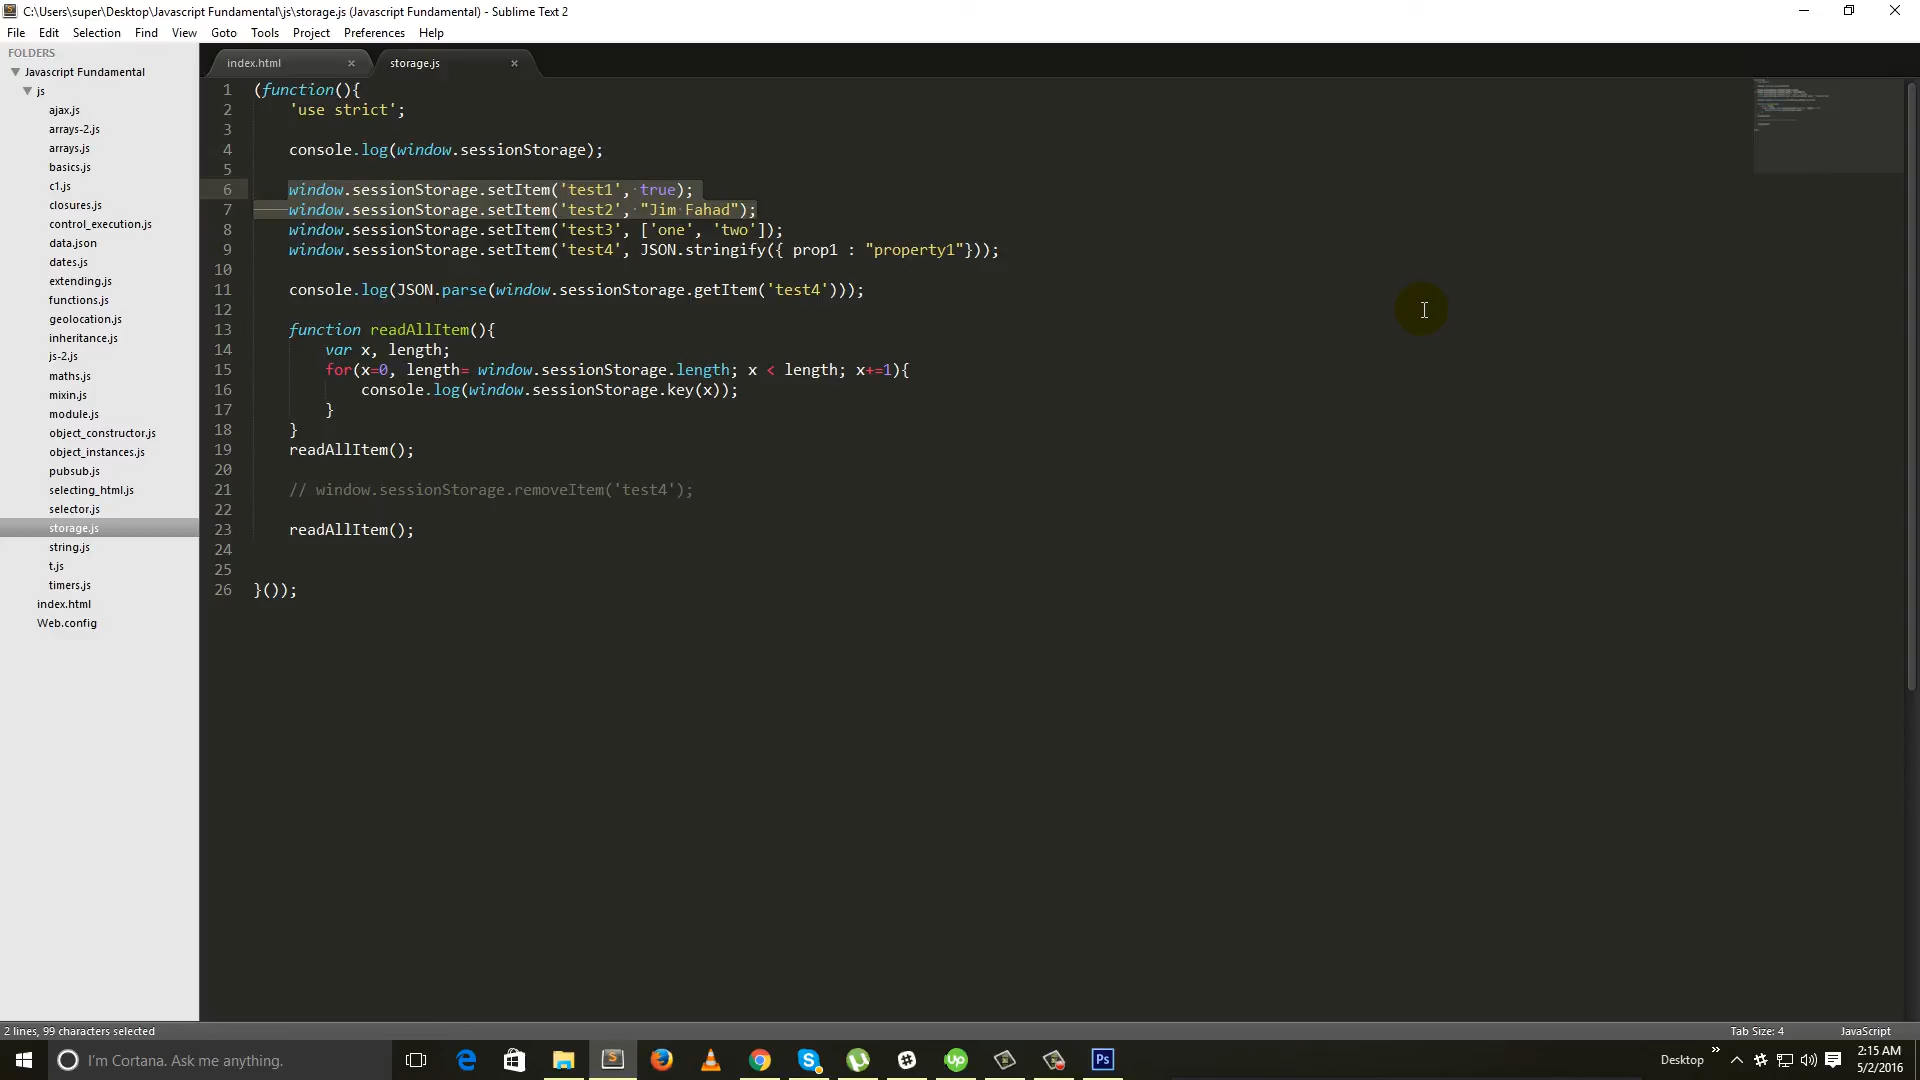 C:\Users\super\Desktop\Javascript Fundamental\js\storage.js (Javascript Fundamental) - Sublime Text 2
File Edit Selection Find View Goto Tools Project Preferences Help
FOLDERS
Javascript Fundamental
js
ajax.js
arrays-2.js
arrays.js
basics.js
c1.js
closures.js
control_execution.js
data.json
dates.js
extending.js
functions.js
geolocation.js
inheritance.js
js-2.js
maths.js
mixin.js
module.js
object_constructor.js
object_instances.js
pubsub.js
selecting_html.js
selector.js
storage.js
string.js
t.js
timers.js
index.html
Web.config
index.html × storage.js ×
1 (function(){
2 'use strict';
3
4 console.log(window.sessionStorage);
5
6 window.sessionStorage.setItem('test1', true);
7 window.sessionStorage.setItem('test2', "Jim Fahad");
8 window.sessionStorage.setItem('test3', ['one', 'two']);
9 window.sessionStorage.setItem('test4', JSON.stringify({ prop1 : "property1"}));
10
11 console.log(JSON.parse(window.sessionStorage.getItem('test4')));
12
13 function readAllItem(){
14 var x, length;
15 for(x=0, length= window.sessionStorage.length; x < length; x+=1){
16 console.log(window.sessionStorage.key(x));
17 }
18 }
19 readAllItem();
20
21 // window.sessionStorage.removeItem('test4');
22
23 readAllItem();
24
25
26 }());
2 lines, 99 characters selected
Tab Size: 4 JavaScript
I'm Cortana. Ask me anything.
Desktop
2:15 AM
5/2/2016